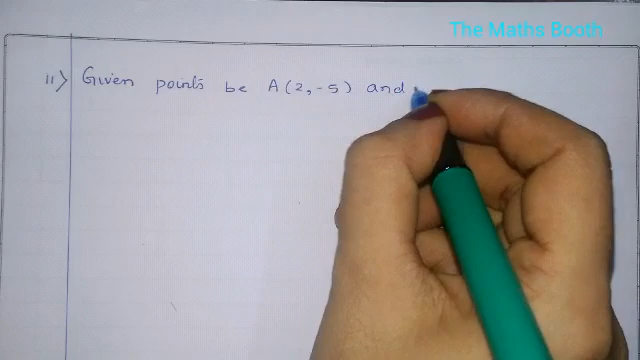 The Maths Booth
11) Given points be A(2,-5) and